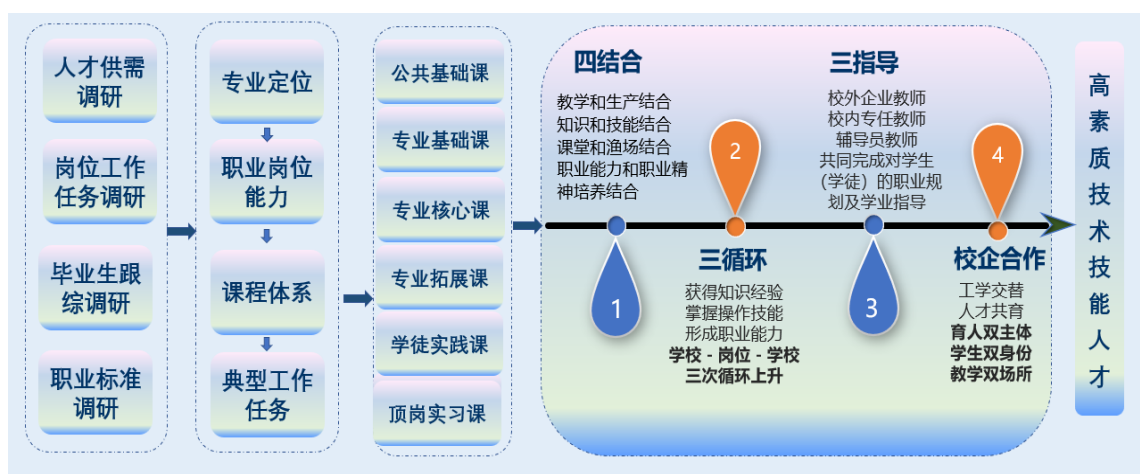 人才供需
调研
岗位工作
任务调研
毕业生跟
综调研
职业标准
调研
专业定位
职业岗位
能力
课程体系
典型工作
任务
公共基础课
专业基础课
专业核心课
专业拓展课
学徒实践课
顶岗实习课
四结合
教学和生产结合
知识和技能结合
课堂和渔场结合
职业能力和职业精
神培养结合
1
2
三循环
获得知识经验
掌握操作技能
形成职业能力
学校 - 岗位 - 学校
三次循环上升
三指导
校外企业教师
校内专任教师
辅导员教师
共同完成对学生
（学徒）的职业规
划及学业指导
3
4
校企合作
工学交替
人才共育
育人双主体
学生双身份
教学双场所
高素质技术技能人才